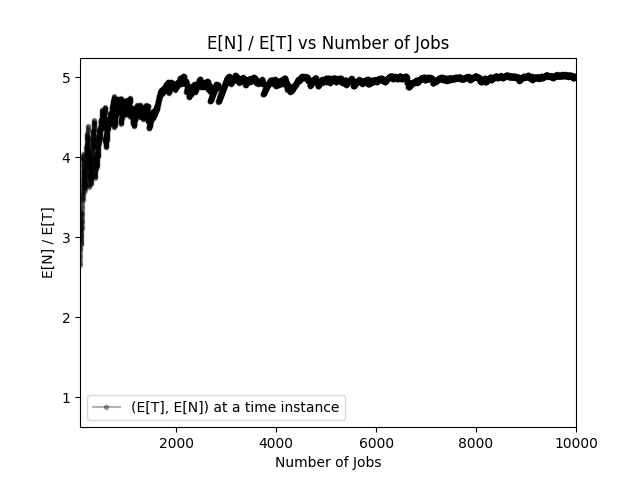 E[N] / E[T] vs Number of Jobs
E[N] / E[T]
5
4
3
2
1
(E[T], E[N]) at a time instance
2000 4000 6000 8000 10000
Number of Jobs